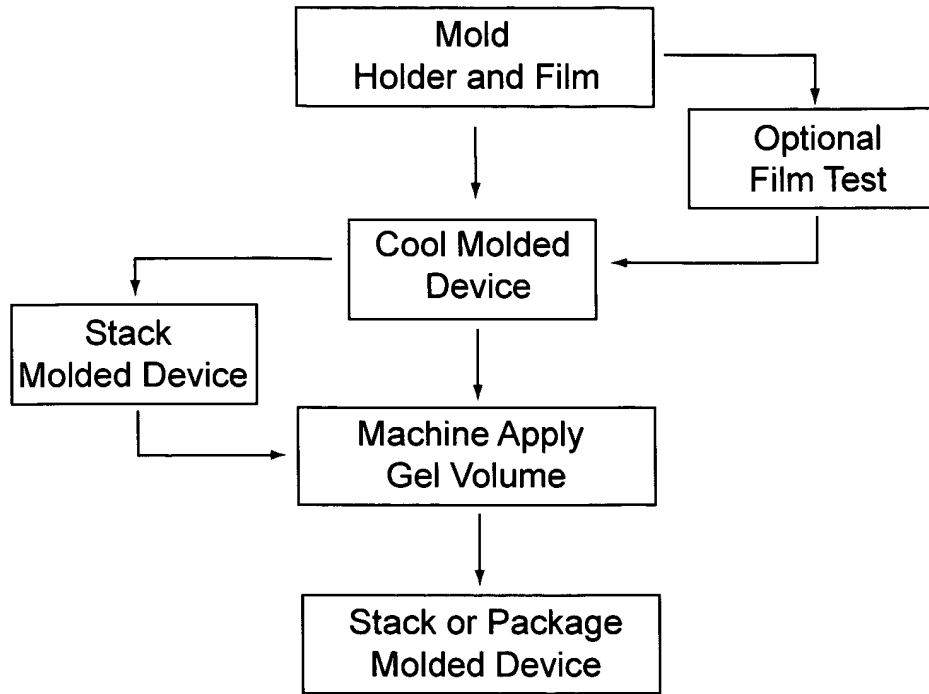 Mold
Holder and Film
Optional
Film Test
Cool Molded
Device
Stack
Molded Device
Machine Apply
Gel Volume
Stack or Package
Molded Device